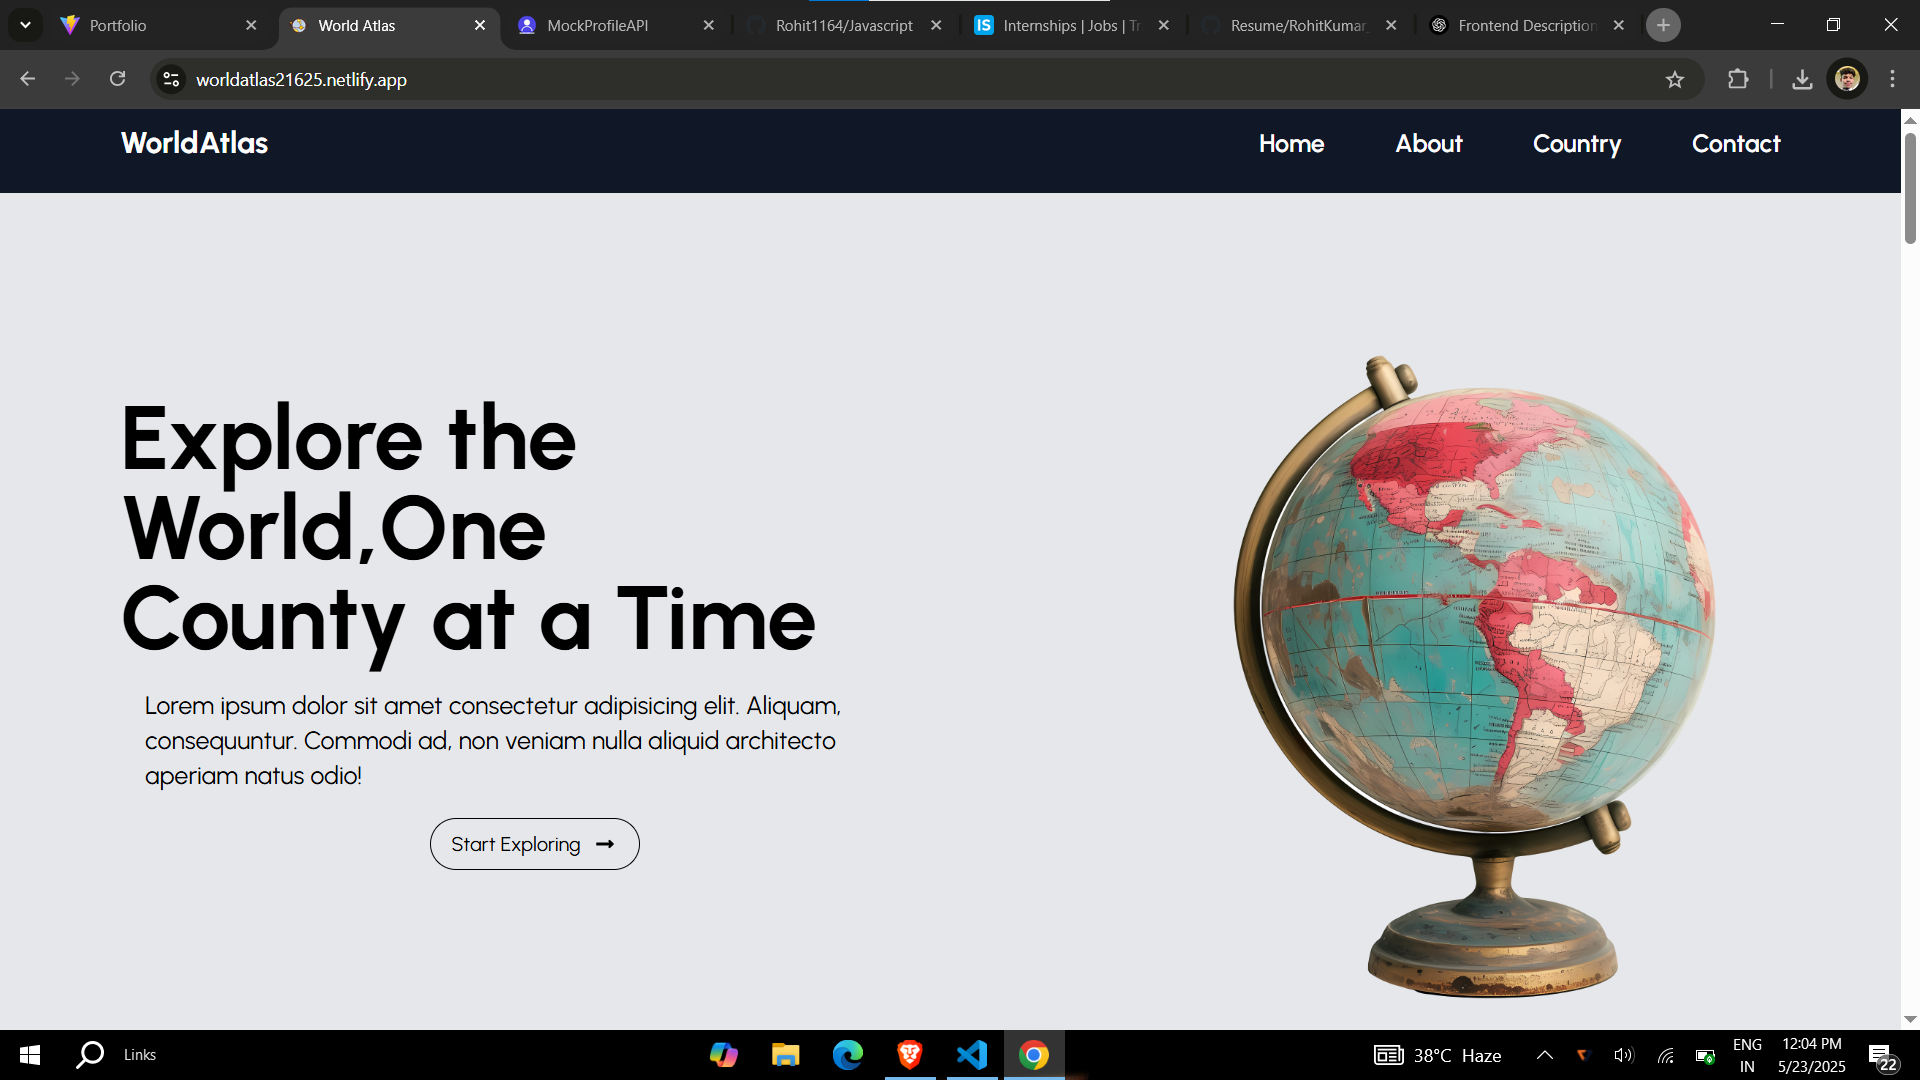 Portfolio
World Atlas
MockProfileAPI
Rohit1164/Javascript
IS
Internships | Jobs | Tr
Resume/RohitKumar_
Frontend Description
worldatlas21625.netlify.app
WorldAtlas
Home About Country Contact
Explore the
World,One
County at a Time
Lorem ipsum dolor sit amet consectetur adipisicing elit. Aliquam,
consequuntur. Commodi ad, non veniam nulla aliquid architecto
aperiam natus odio!
Start Exploring
Links
38°C Haze
ENG
IN
12:04 PM
5/23/2025
22